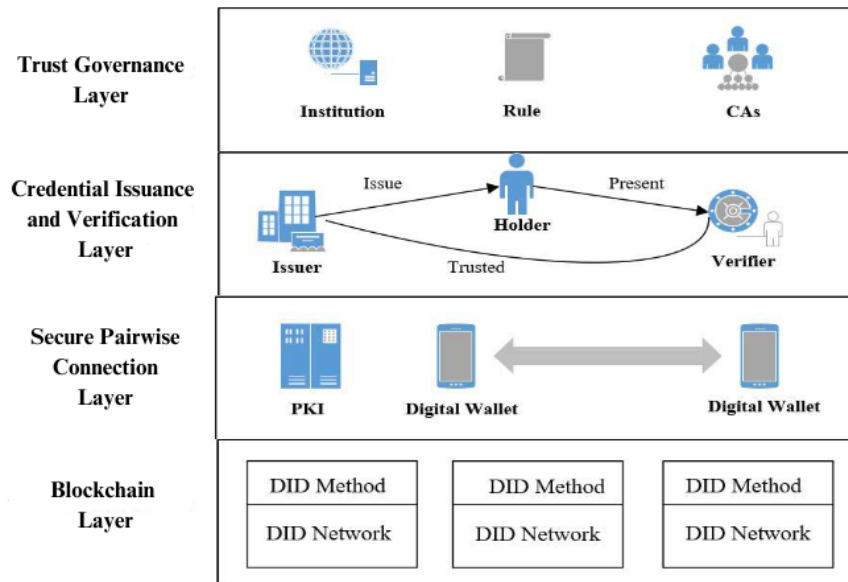 Trust Governance
Layer
Institution
Rule
CAs
Credential Issuance
and Verification
Layer
Issue
Present
Holder
Issuer
Trusted
Verifier
Secure Pairwise
Connection
Layer
PKI
Digital Wallet
Digital Wallet
Blockchain
Layer
DID Method
DID Network
DID Method
DID Network
DID Method
DID Network